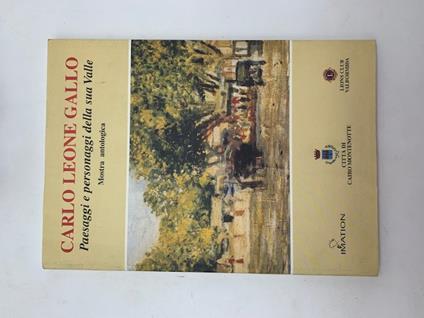 CARLO LEONE GALLO
Paesaggi e personaggi della sua Valle
Mostra antologica
IMATION
CITTÀ DI
CAIRO MONTENOTTE
LIONS CLUB
VALBORMIDA